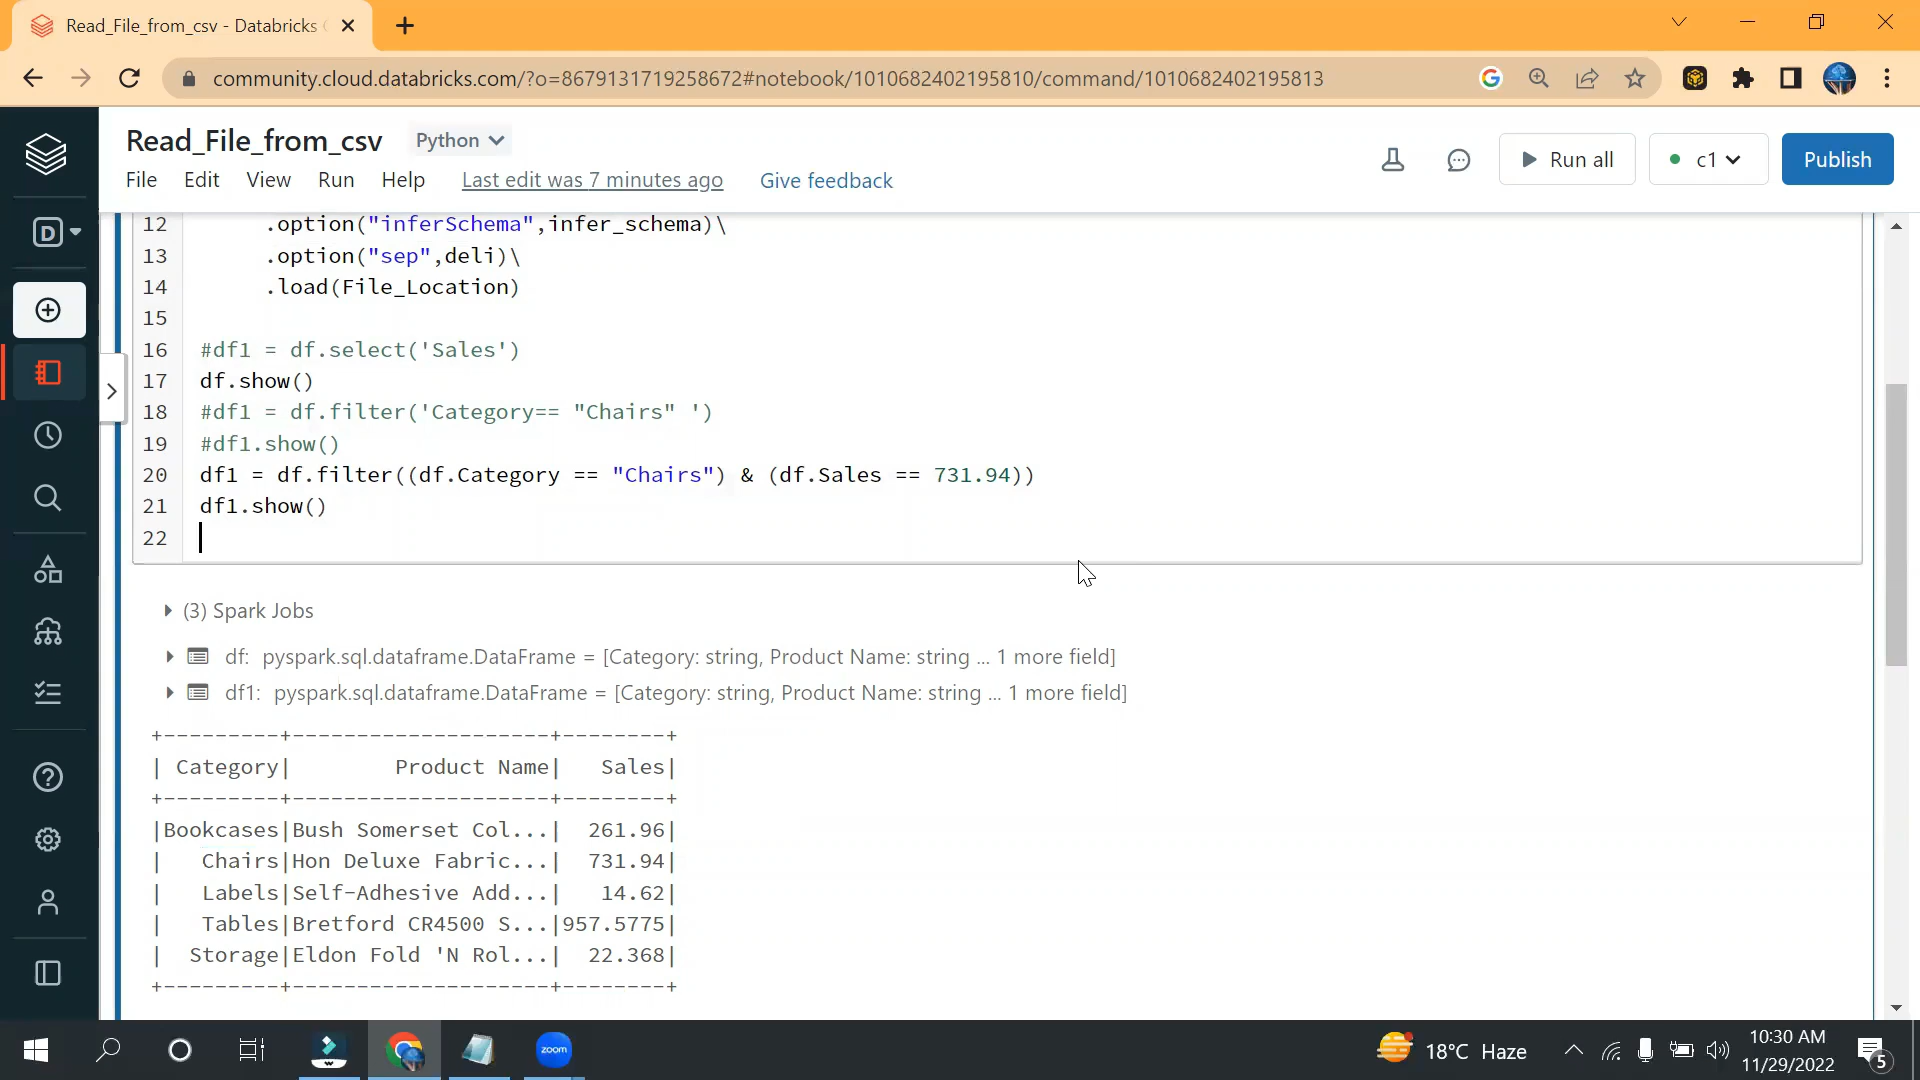 Read_File_from_csv - Databricks
community.cloud.databricks.com/?o=8679131719258672#notebook/1010682402195810/command/1010682402195813
Read_File_from_csv Python
File Edit View Run Help Last edit was 7 minutes ago Give feedback
Run all c1 Publish
D
12 .option("inferSchema",infer_schema)\
13 .option("sep",deli)\
14 .load(File_Location)
15
16 #df1 = df.select('Sales')
17 df.show()
18 #df1 = df.filter('Category== "Chairs" ')
19 #df1.show()
20 df1 = df.filter((df.Category == "Chairs") & (df.Sales == 731.94))
21 df1.show()
22
(3) Spark Jobs
df: pyspark.sql.dataframe.DataFrame = [Category: string, Product Name: string ... 1 more field]
df1: pyspark.sql.dataframe.DataFrame = [Category: string, Product Name: string ... 1 more field]
+---------+--------------------+--------+
| Category|        Product Name|   Sales|
+---------+--------------------+--------+
|Bookcases|Bush Somerset Col...|  261.96|
|   Chairs|Hon Deluxe Fabric...|  731.94|
|   Labels|Self-Adhesive Add...|   14.62|
|   Tables|Bretford CR4500 S...|957.5775|
|  Storage|Eldon Fold 'N Rol...|  22.368|
+---------+--------------------+--------+
zoom
18°C Haze
10:30 AM
11/29/2022
5